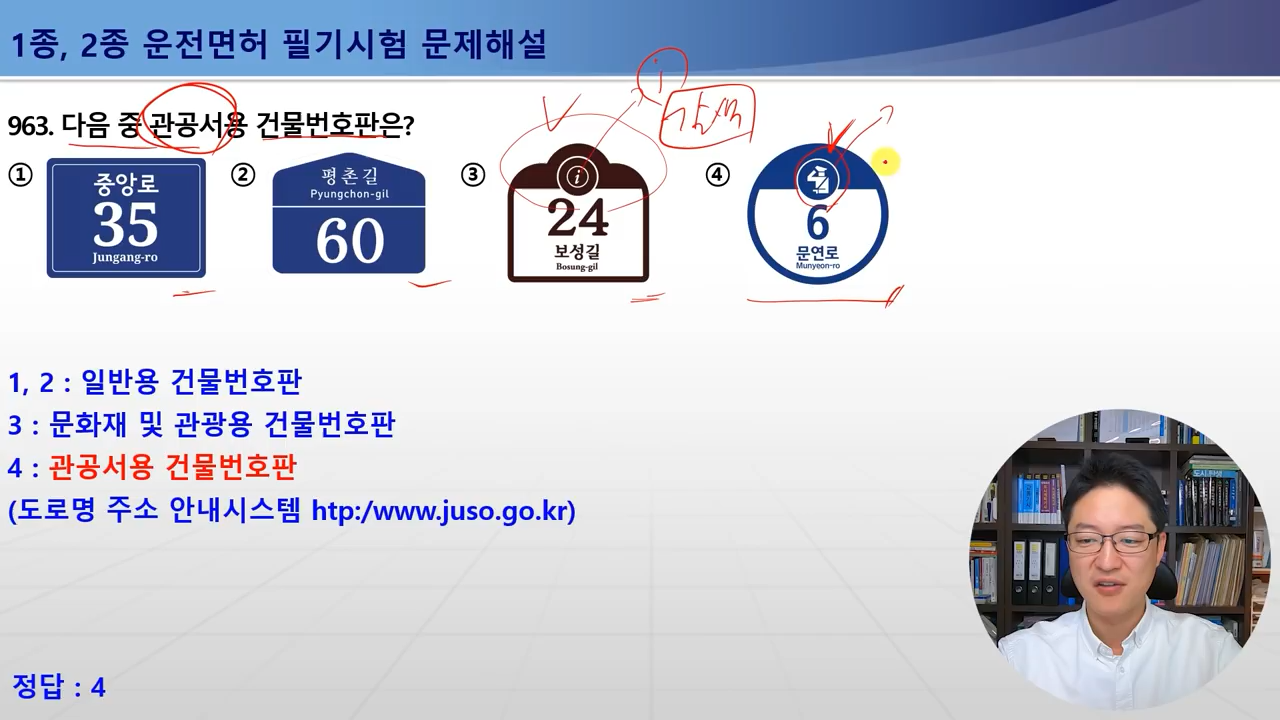 1종, 2종 운전면허 필기시험 문제해설
963. 다음 중 관공서용 건물번호판은?
①
중앙로
35
Jungang-ro
②
평촌길
Pyungchon-gil
60
③
i
24
보성길
Bosung-gil
④
6
문연로
Munyeon-ro
i
1, 2 : 일반용 건물번호판
3 : 문화재 및 관광용 건물번호판
4 : 관공서용 건물번호판
(도로명 주소 안내시스템 htp:/www.juso.go.kr)
정답 : 4